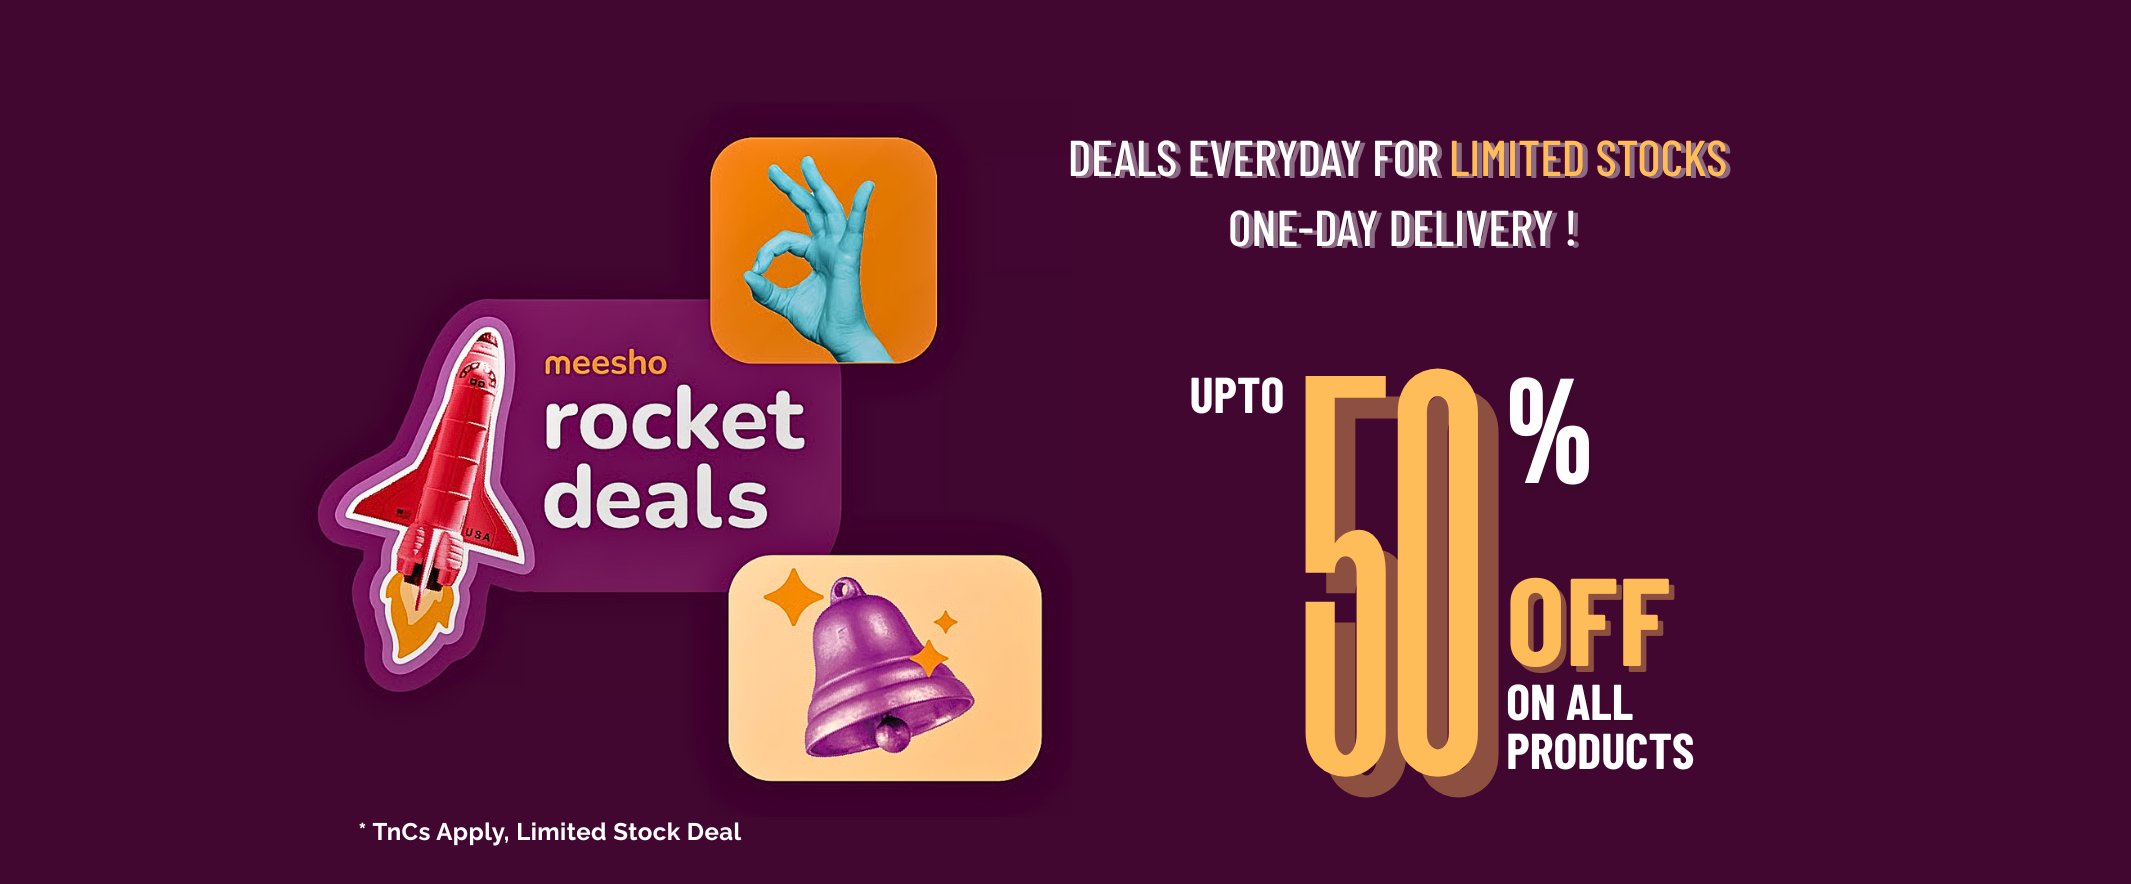 DEALS EVERYDAY FOR LIMITED STOCKS
ONE-DAY DELIVERY !
meesho
rocket
deals
USA
UPTO 50 %
OFF
ON ALL
PRODUCTS
* TnCs Apply, Limited Stock Deal